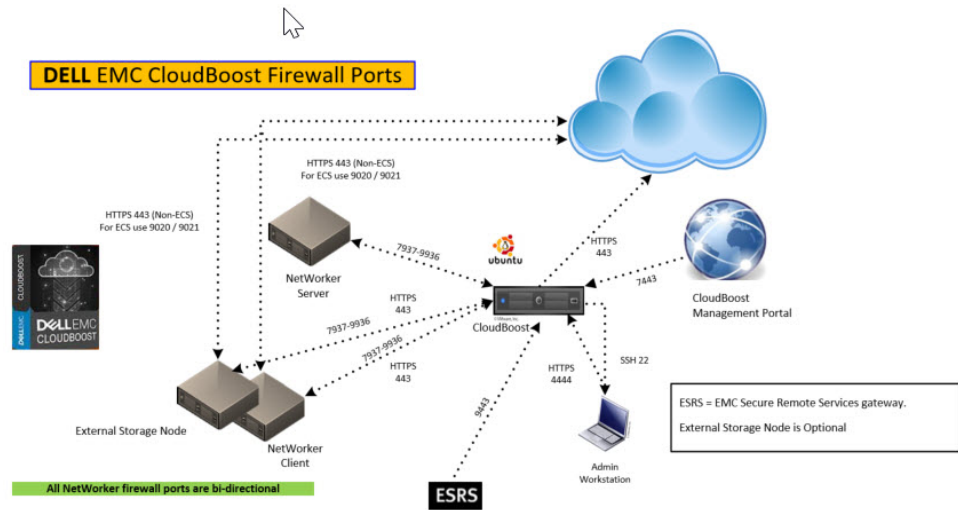 DELL EMC CloudBoost Firewall Ports
HTTPS 443 (Non-ECS)
For ECS use 9020 / 9021
HTTPS 443 (Non-ECS)
For ECS use 9020 / 9021
NetWorker
Server
7937-9936
ubuntu
HTTPS
443
7443
CloudBoost
Management Portal
CLOUDBOOST
DELLEMC
DELLEMC
CLOUDBOOST
HTTPS
443
7937-9936
CloudBoost
7937-9936
HTTPS
443
HTTPS
4444
SSH 22
9443
External Storage Node
NetWorker
Client
Admin
Workstation
ESRS = EMC Secure Remote Services gateway.
External Storage Node is Optional
All NetWorker firewall ports are bi-directional
ESRS